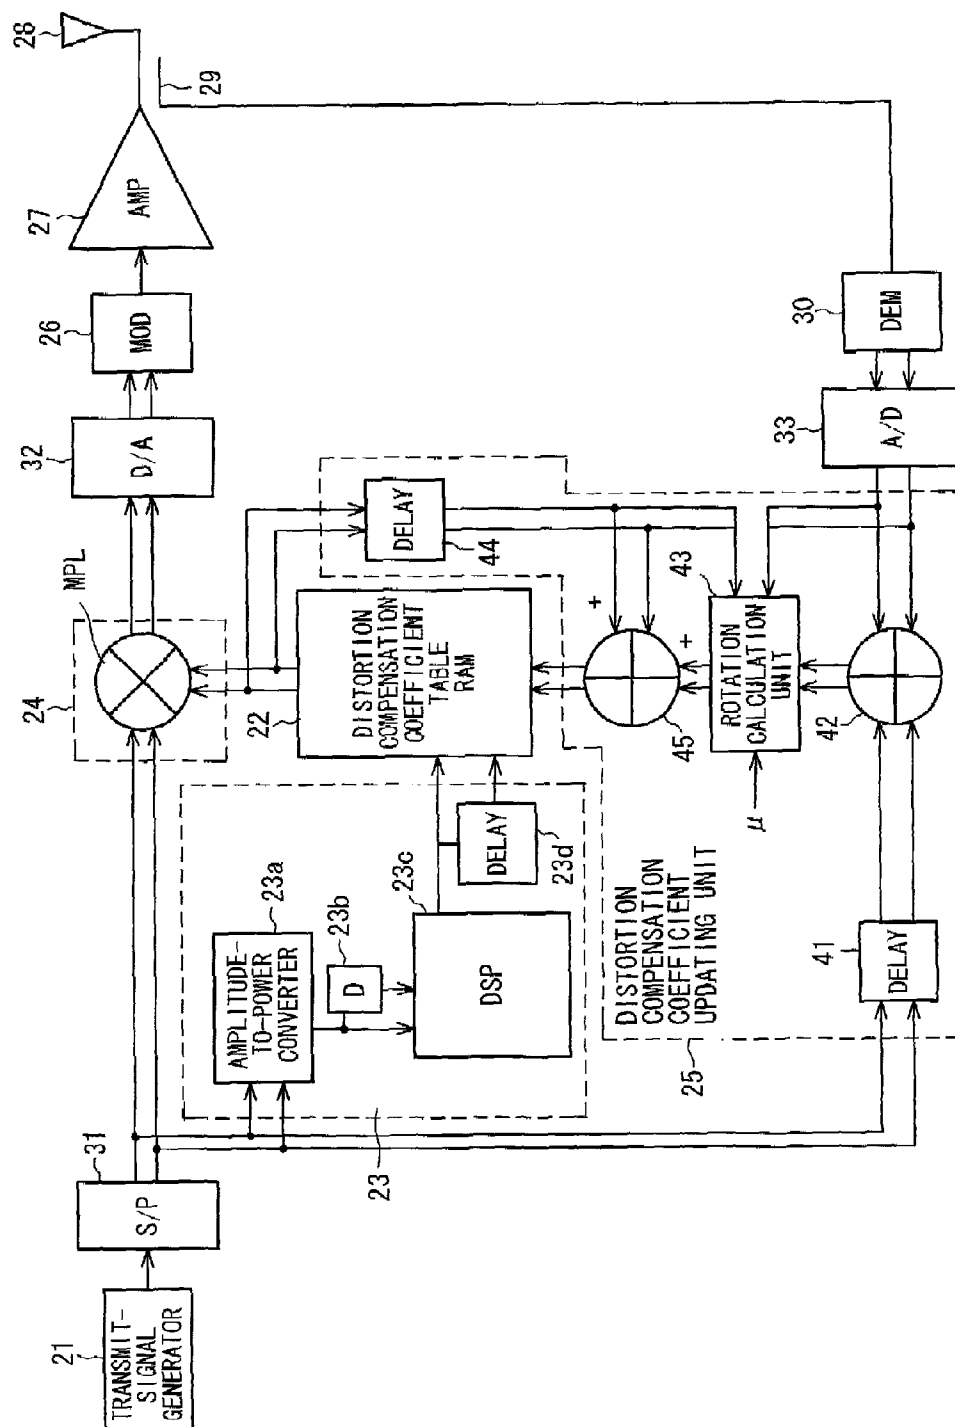 21
TRANSMIT-
SIGNAL
GENERATOR
31
S/P
24
MPL
32
D/A
26
MOD
27
AMP
28
29
23
23a
AMPLITUDE-
TO-POWER
CONVERTER
23b
D
23c
DSP
DELAY
23d
22
DISTORTION
COMPENSATION
COEFFICIENT
TABLE
RAM
DELAY
44
25
DISTORTION
COMPENSATION
COEFFICIENT
UPDATING UNIT
41
DELAY
μ
+
+
45
43
ROTATION
CALCULATION
UNIT
42
33
A/D
30
DEM